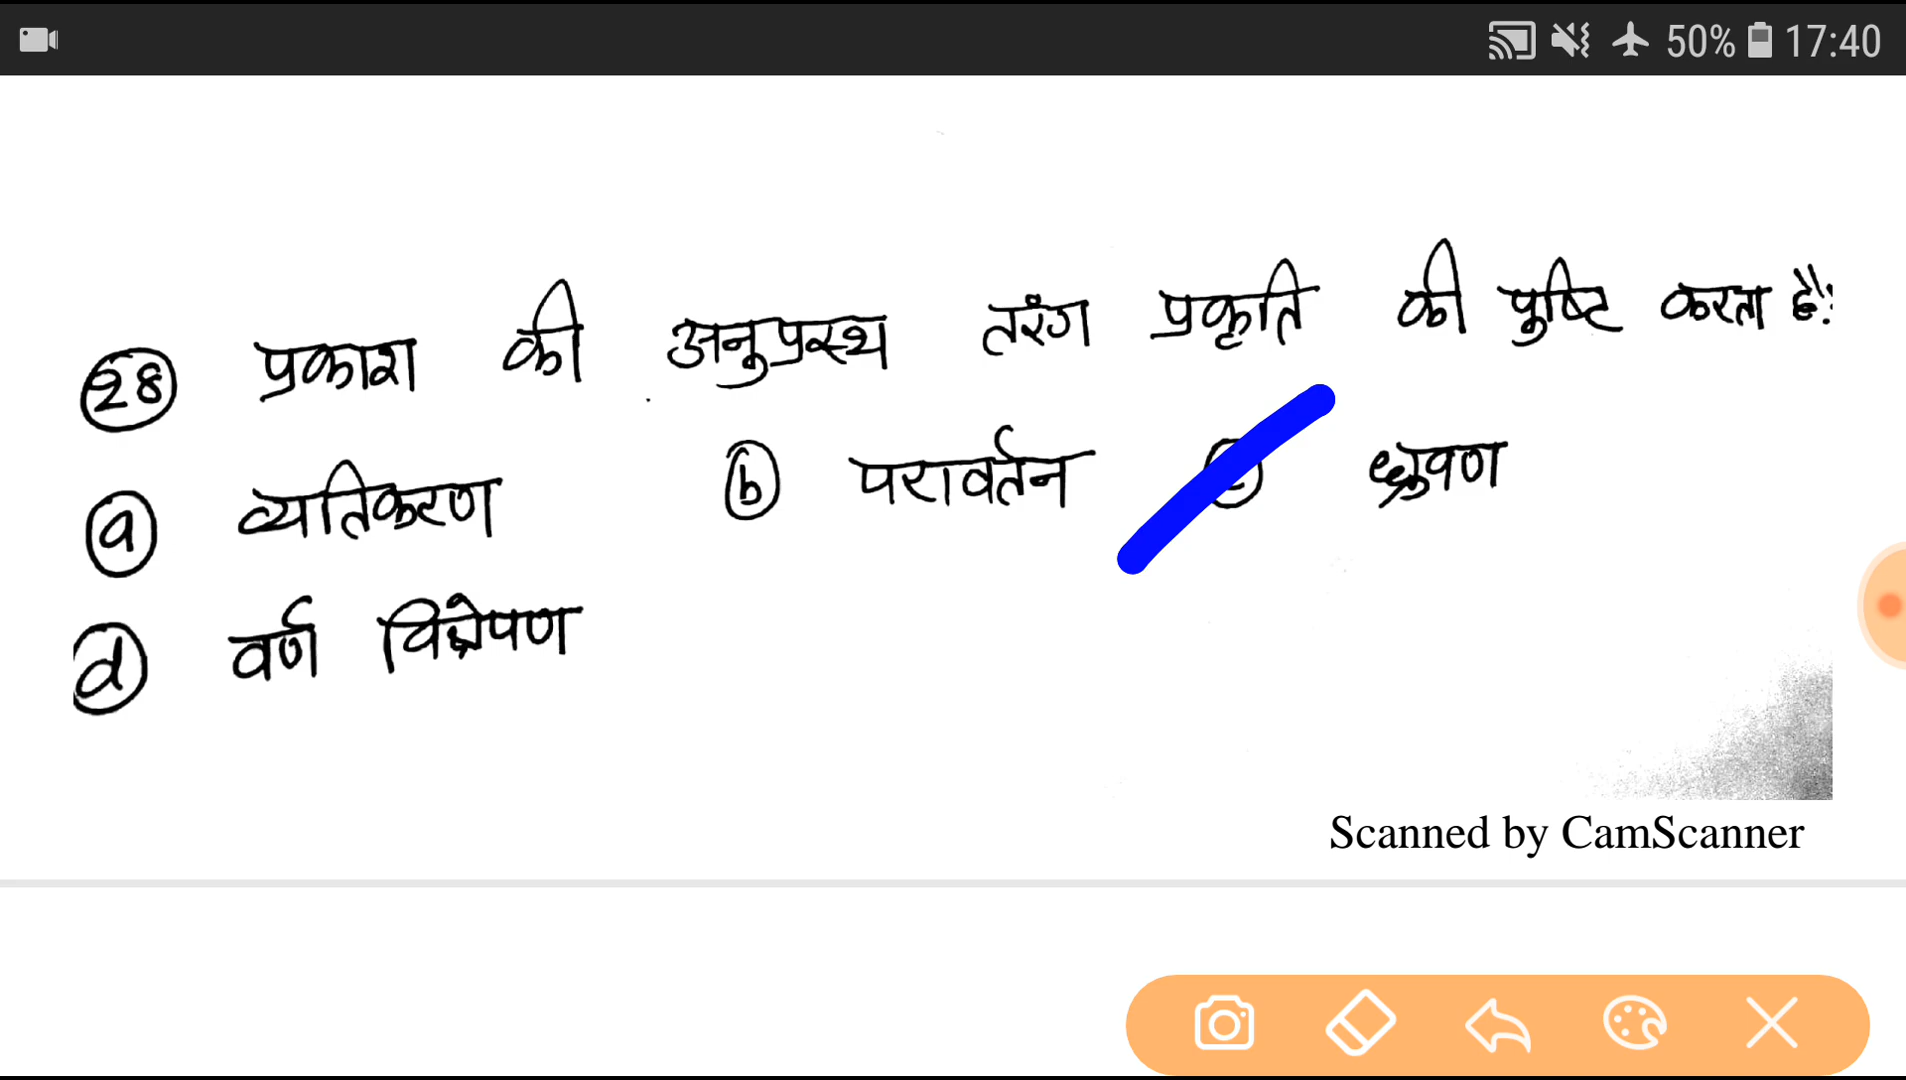 50% 17:40
28 प्रकाश की अनुप्रस्थ तरंग प्रकृति की पुष्टि करता है:
a व्यतिकरण b परावर्तन c ध्रुवण
d वर्ण विक्षेपण
Scanned by CamScanner